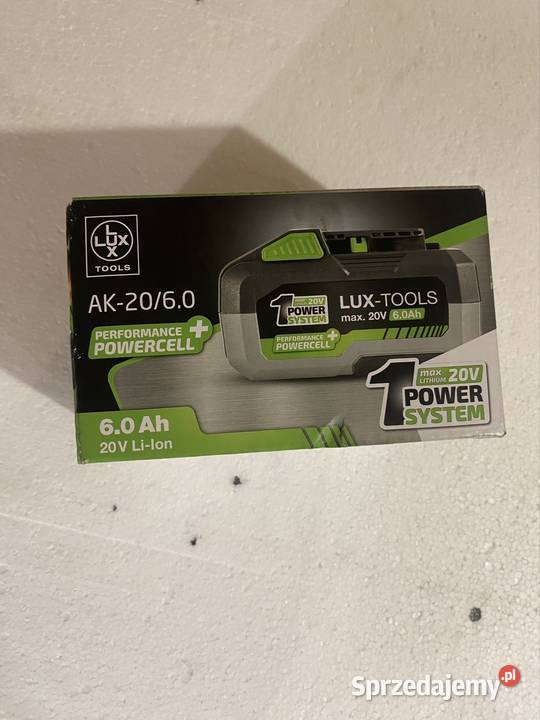 LUX
TOOLS
AK-20/6.0
PERFORMANCE
POWERCELL+
6.0 Ah
20V Li-Ion
1 20V
POWER
SYSTEM
LUX-TOOLS
max. 20V 6.0Ah
PERFORMANCE
POWERCELL+
1 max
LITHIUM 20V
POWER
SYSTEM
Sprzedajemy.pl